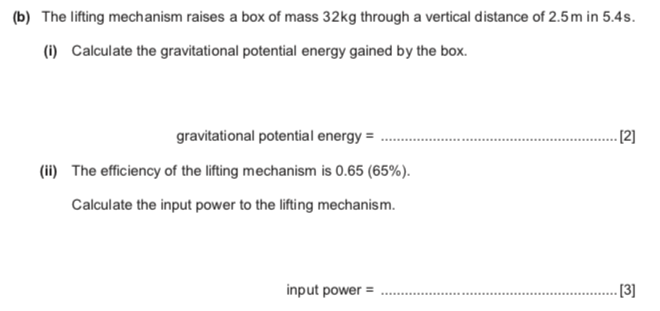 (b) The lifting mechanism raises a box of mass 32kg through a vertical distance of 2.5m in 5.4s.
(i) Calculate the gravitational potential energy gained by the box.
gravitational potential energy = ............................................................ [2]
(ii) The efficiency of the lifting mechanism is 0.65 (65%).
Calculate the input power to the lifting mechanism.
input power = ............................................................ [3]